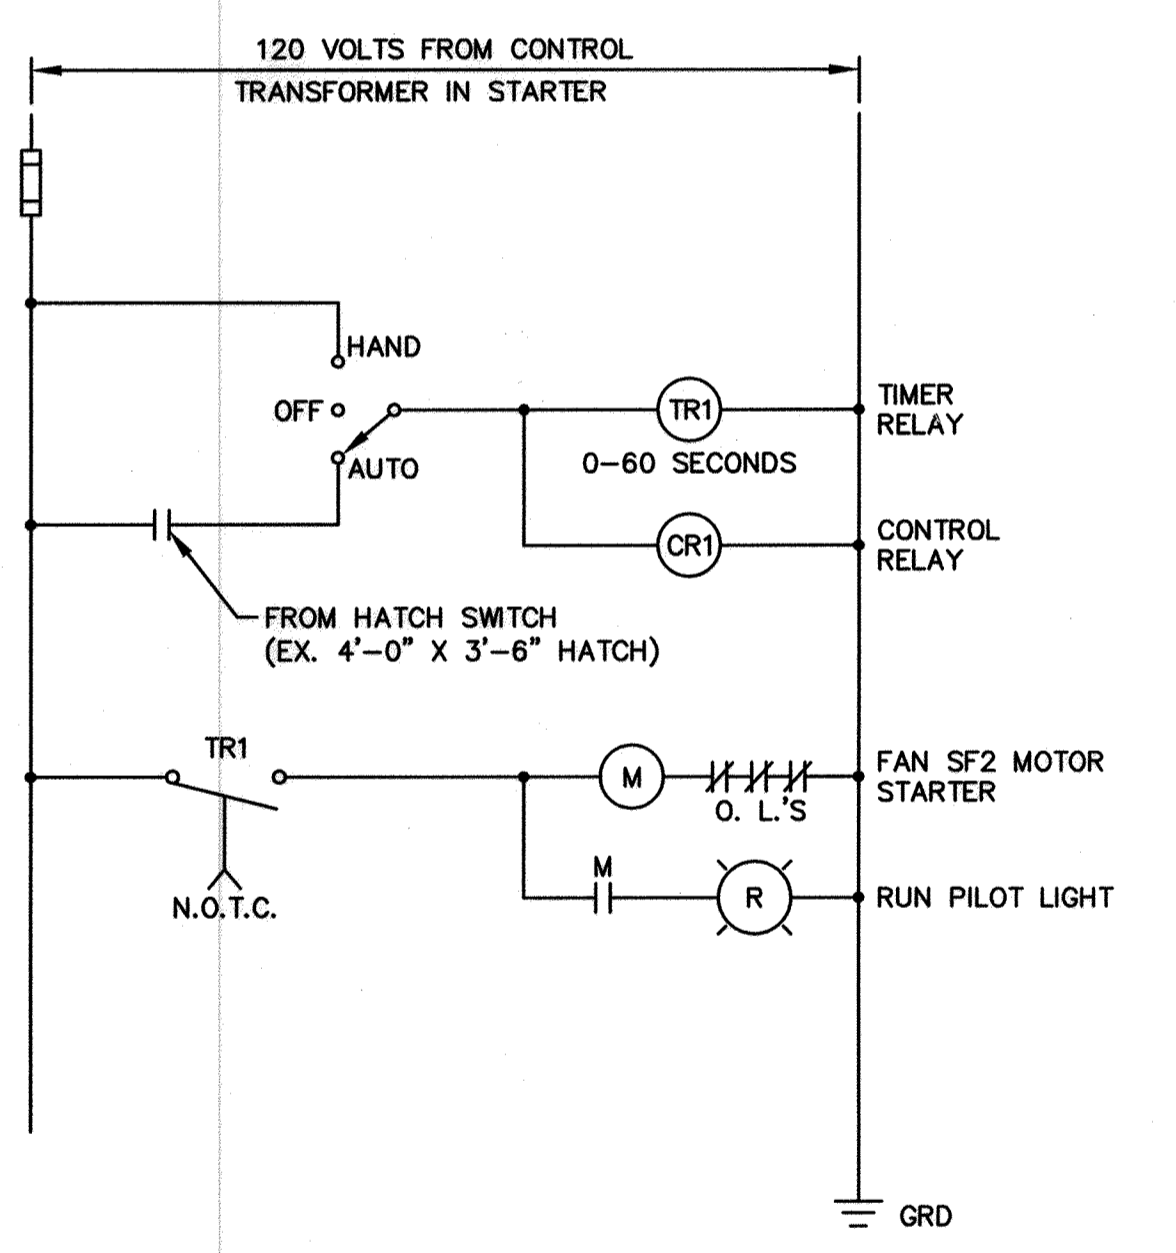 120 VOLTS FROM CONTROL
TRANSFORMER IN STARTER
HAND
OFF
AUTO
TR1
0-60 SECONDS
TIMER
RELAY
CR1
CONTROL
RELAY
FROM HATCH SWITCH
(EX. 4'-0" X 3'-6" HATCH)
TR1
N.O.T.C.
M
O. L.'S
FAN SF2 MOTOR
STARTER
M
R
RUN PILOT LIGHT
GRD